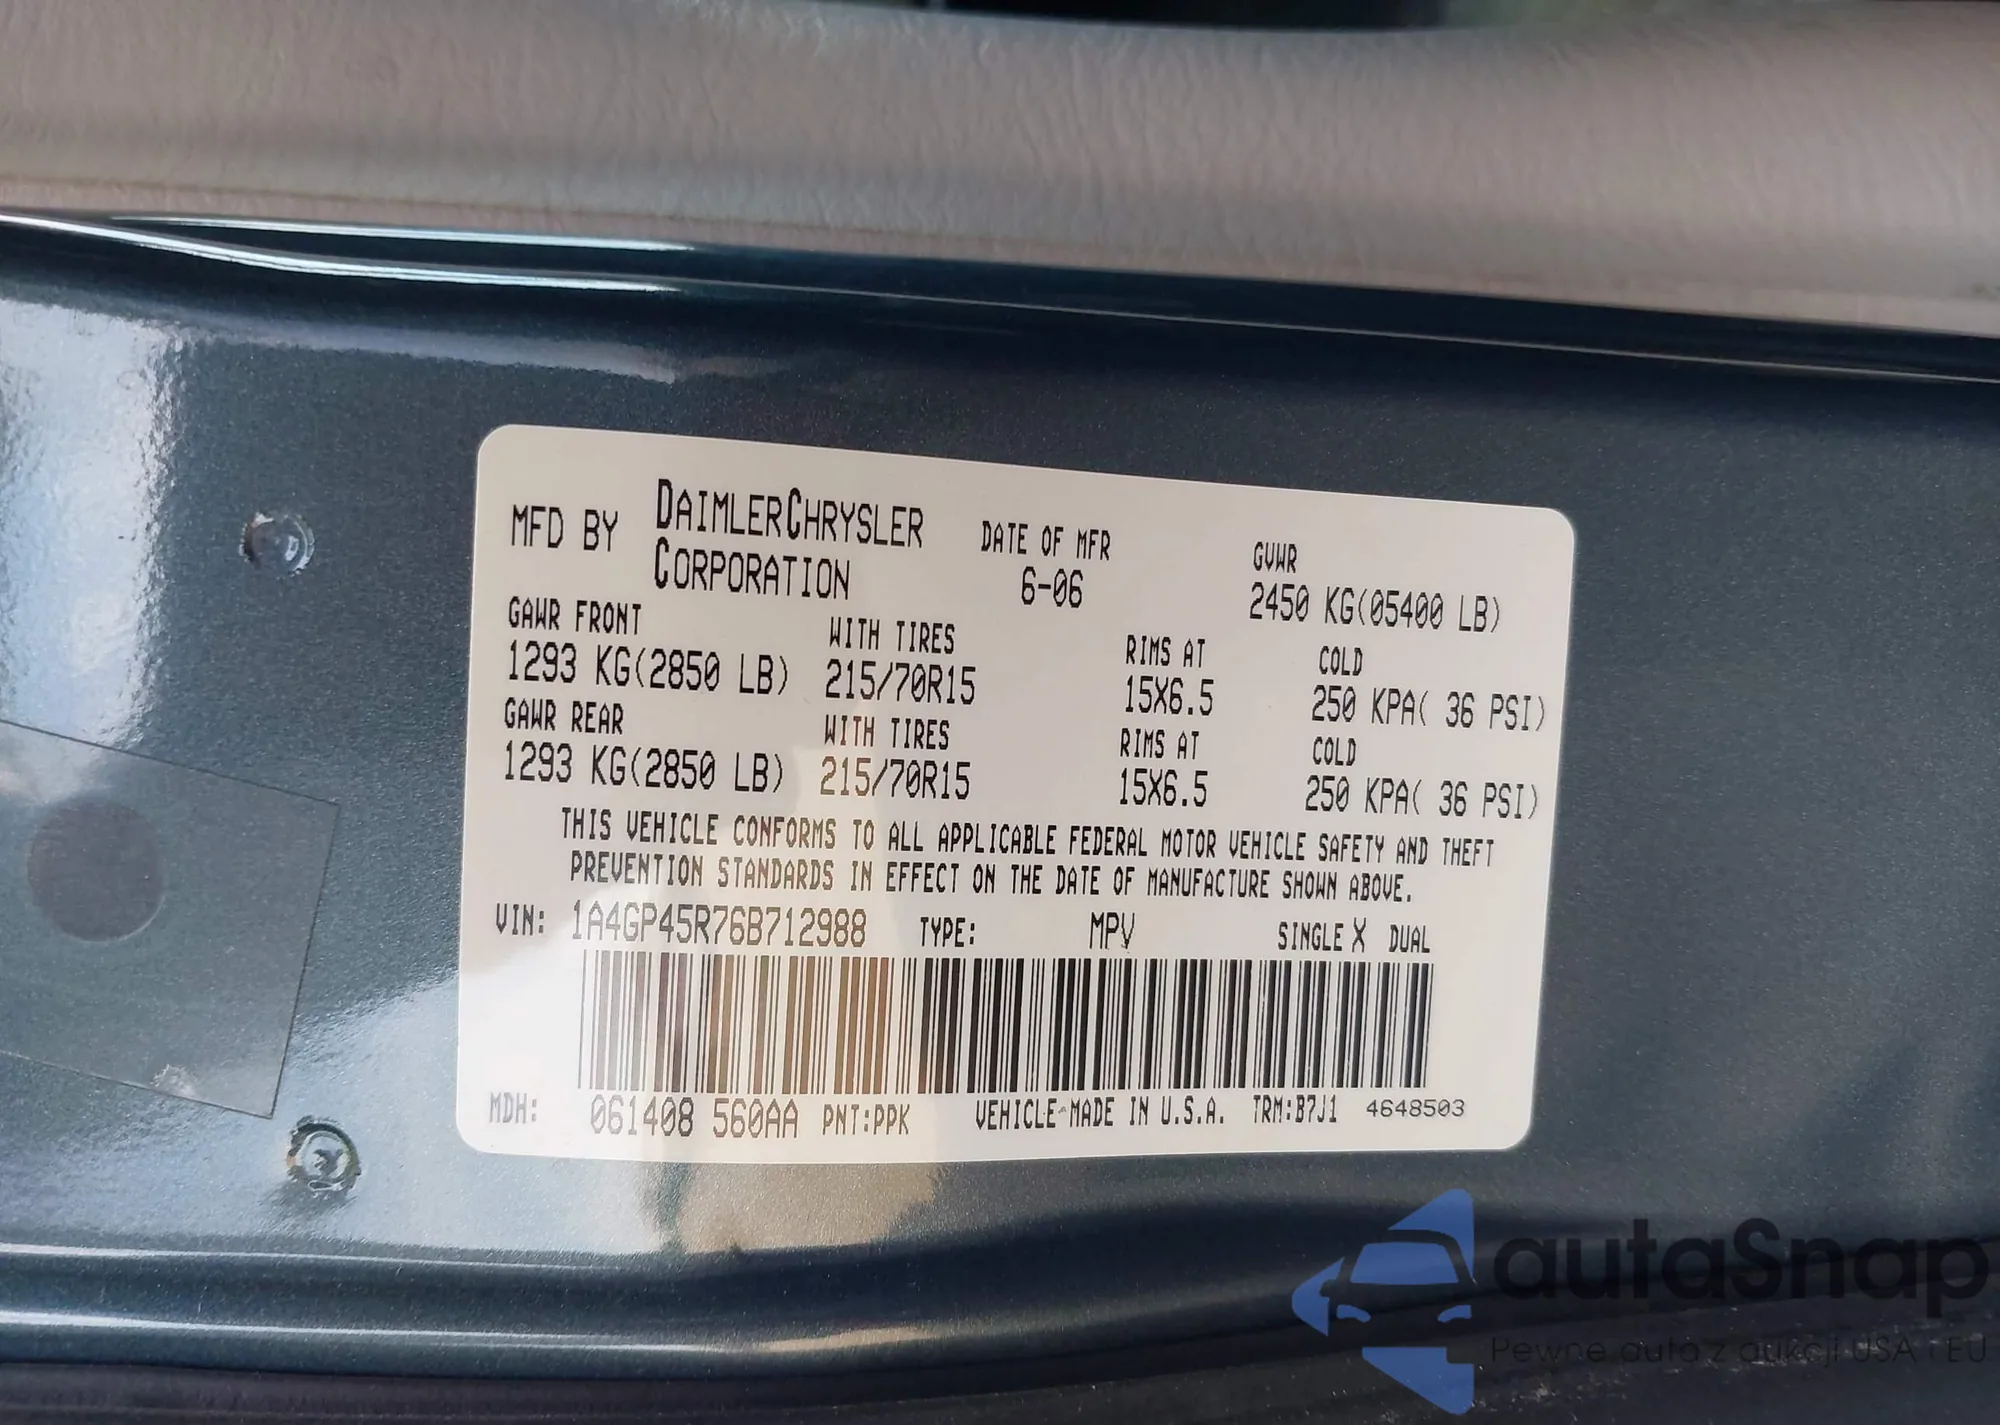 MFD BY DAIMLERCHRYSLER CORPORATION
DATE OF MFR 6-06
GVWR 2450 KG(05400 LB)
GAWR FRONT WITH TIRES RIMS AT COLD
1293 KG(2850 LB) 215/70R15 15X6.5 250 KPA( 36 PSI)
GAWR REAR WITH TIRES RIMS AT COLD
1293 KG(2850 LB) 215/70R15 15X6.5 250 KPA( 36 PSI)
THIS VEHICLE CONFORMS TO ALL APPLICABLE FEDERAL MOTOR VEHICLE SAFETY AND THEFT
PREVENTION STANDARDS IN EFFECT ON THE DATE OF MANUFACTURE SHOWN ABOVE.
VIN: 1A4GP45R76B712988 TYPE: MPV SINGLE X DUAL
MDH: 061408 560AA PNT:PPK VEHICLE MADE IN U.S.A. TRM:B7J1 4648503
autaSnap
Pewne auta z aukcji USA i EU